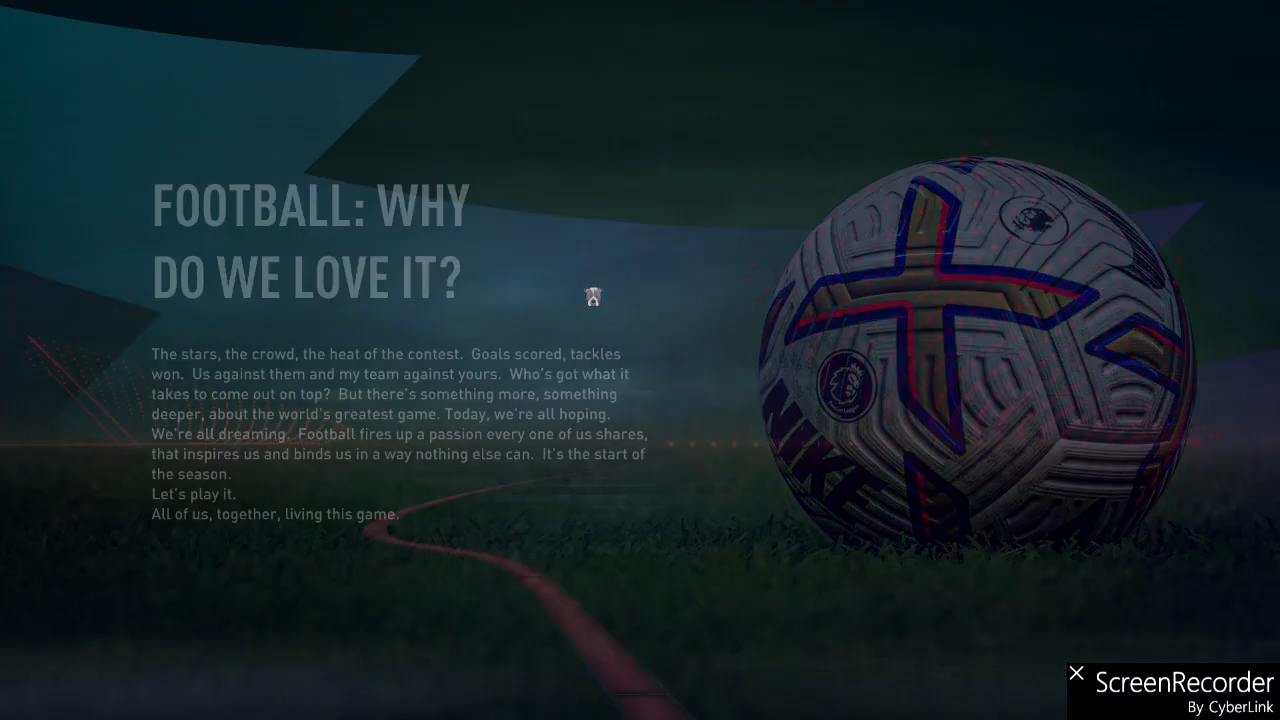 FOOTBALL: WHY
DO WE LOVE IT?
The stars, the crowd, the heat of the contest.  Goals scored, tackles
won.  Us against them and my team against yours.  Who's got what it
takes to come out on top?  But there's something more, something
deeper, about the world's greatest game. Today, we're all hoping.
We're all dreaming.  Football fires up a passion every one of us shares,
that inspires us and binds us in a way nothing else can.  It's the start of
the season.
Let's play it.
All of us, together, living this game.
NIKE
ScreenRecorder
By CyberLink